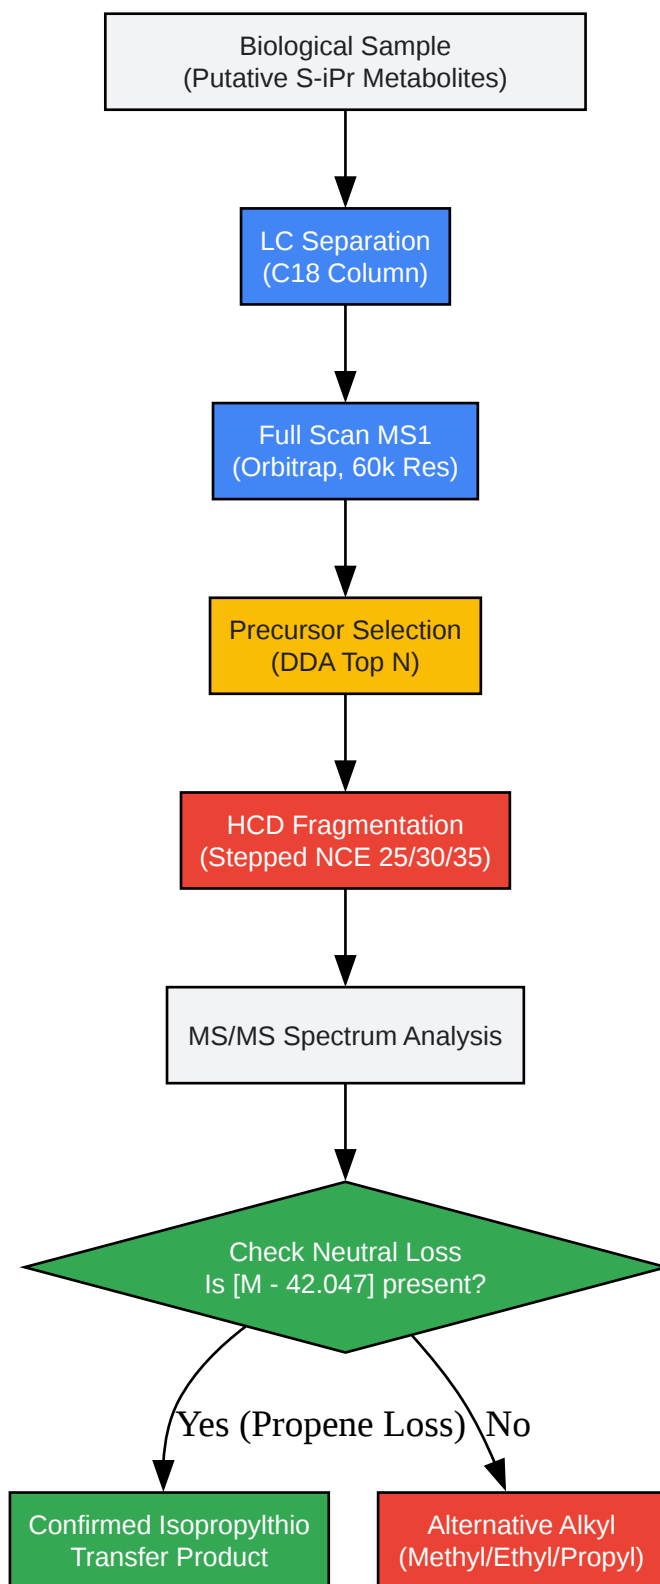 Biological Sample
(Putative S-iPr Metabolites)
LC Separation
(C18 Column)
Full Scan MS1
(Orbitrap, 60k Res)
Precursor Selection
(DDA Top N)
HCD Fragmentation
(Stepped NCE 25/30/35)
MS/MS Spectrum Analysis
Check Neutral Loss
Is [M - 42.047] present?
Yes (Propene Loss)
No
Confirmed Isopropylthio
Transfer Product
Alternative Alkyl
(Methyl/Ethyl/Propyl)